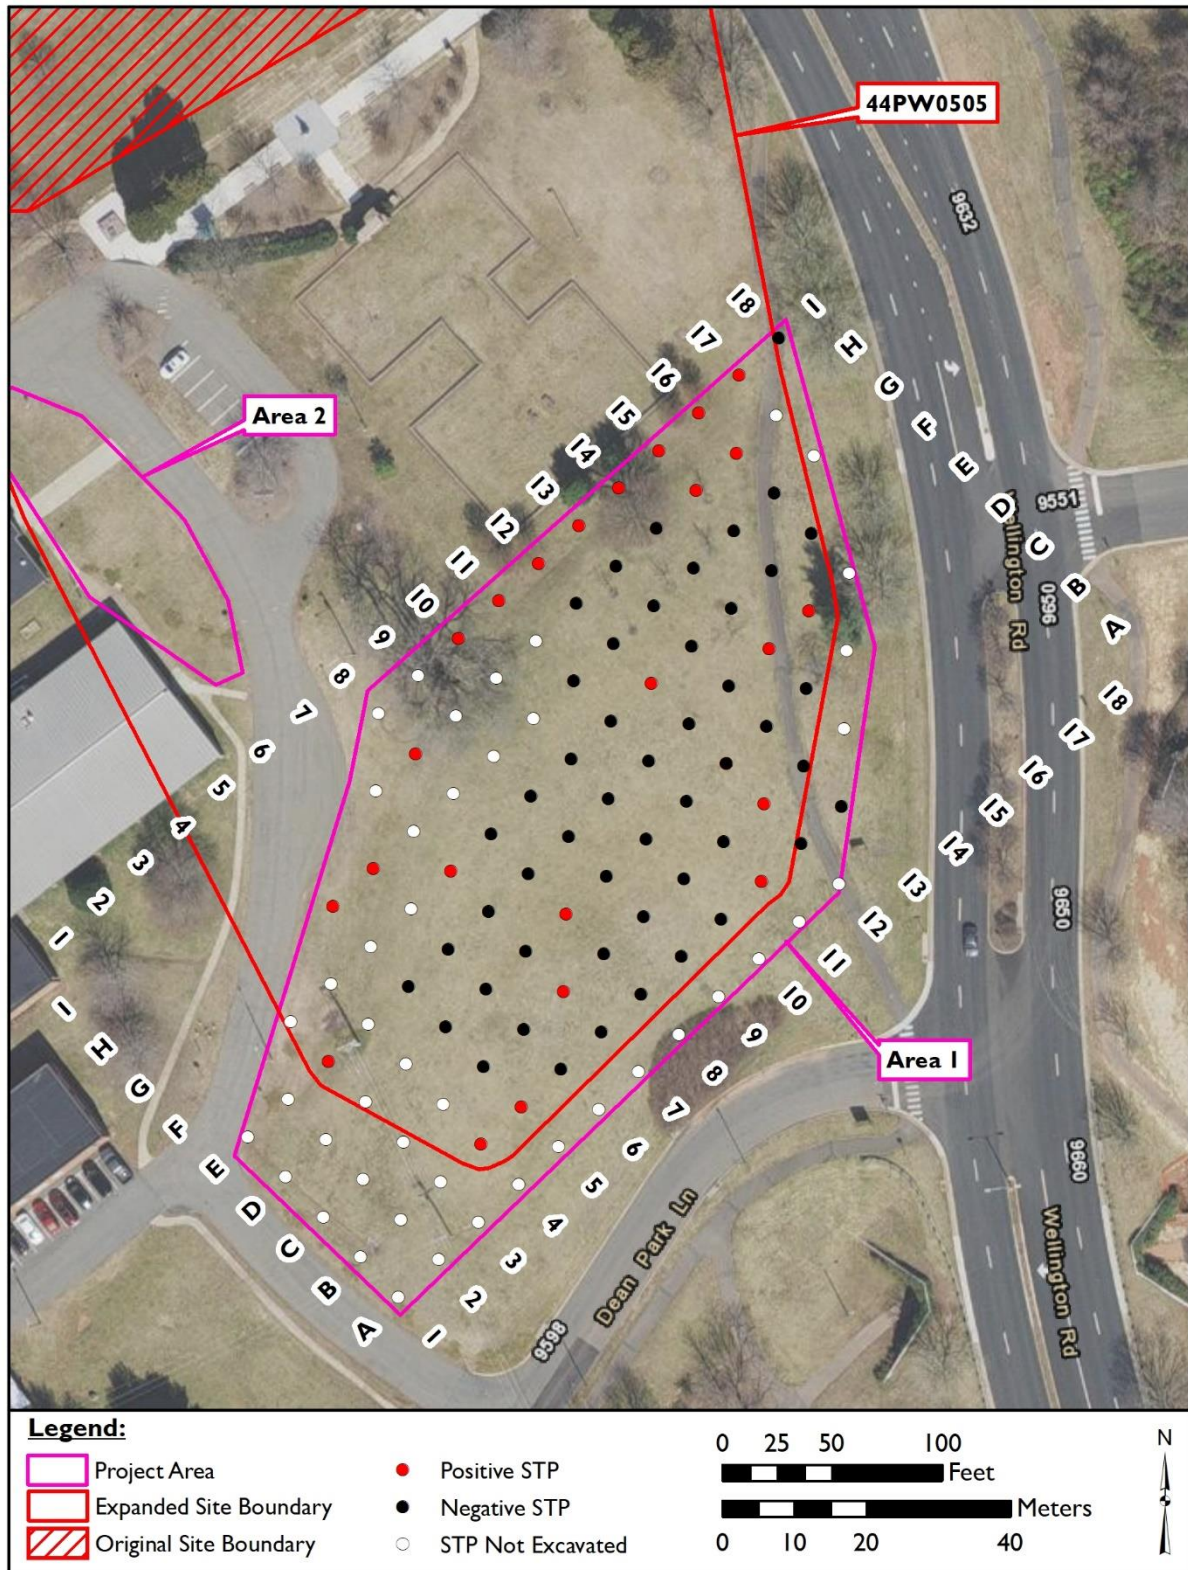 44PW0505
9632
Area 2
18 I
17 H
16 G
15 F
14 E
13 D
12 C
11 B
10 A
9
8
7
6
5
4
3
2
1
9551
Wellington Rd
9650
18
17
16
15
14
13
12
11
10
9
8
7
6
5
4
3
2
1
9650
I
H
G
F
E
D
C
B
A
Area 1
9660
Dean Park Ln
Wellington Rd
9598
Legend:
Project Area
Expanded Site Boundary
Original Site Boundary
Positive STP
Negative STP
STP Not Excavated
0 25 50 100
Feet
Meters
0 10 20 40
N